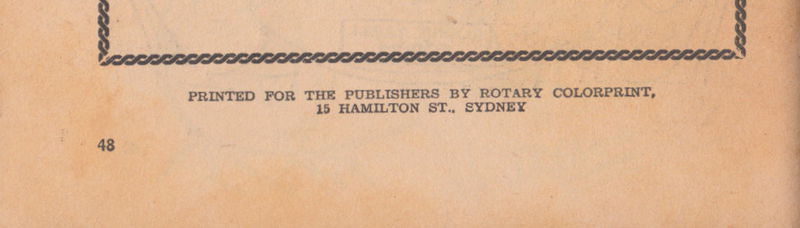 PRINTED FOR THE PUBLISHERS BY ROTARY COLORPRINT,
15 HAMILTON ST., SYDNEY
48